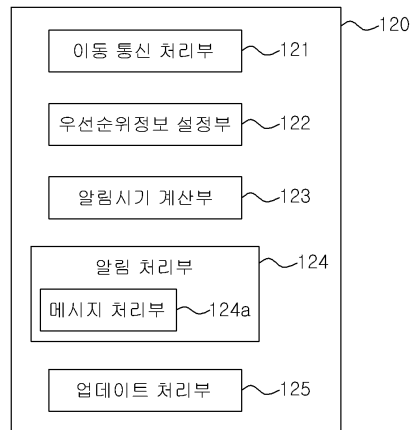 120
이동 통신 처리부 121
우선순위정보 설정부 122
알림시기 계산부 123
알림 처리부 124
메시지 처리부 124a
업데이트 처리부 125